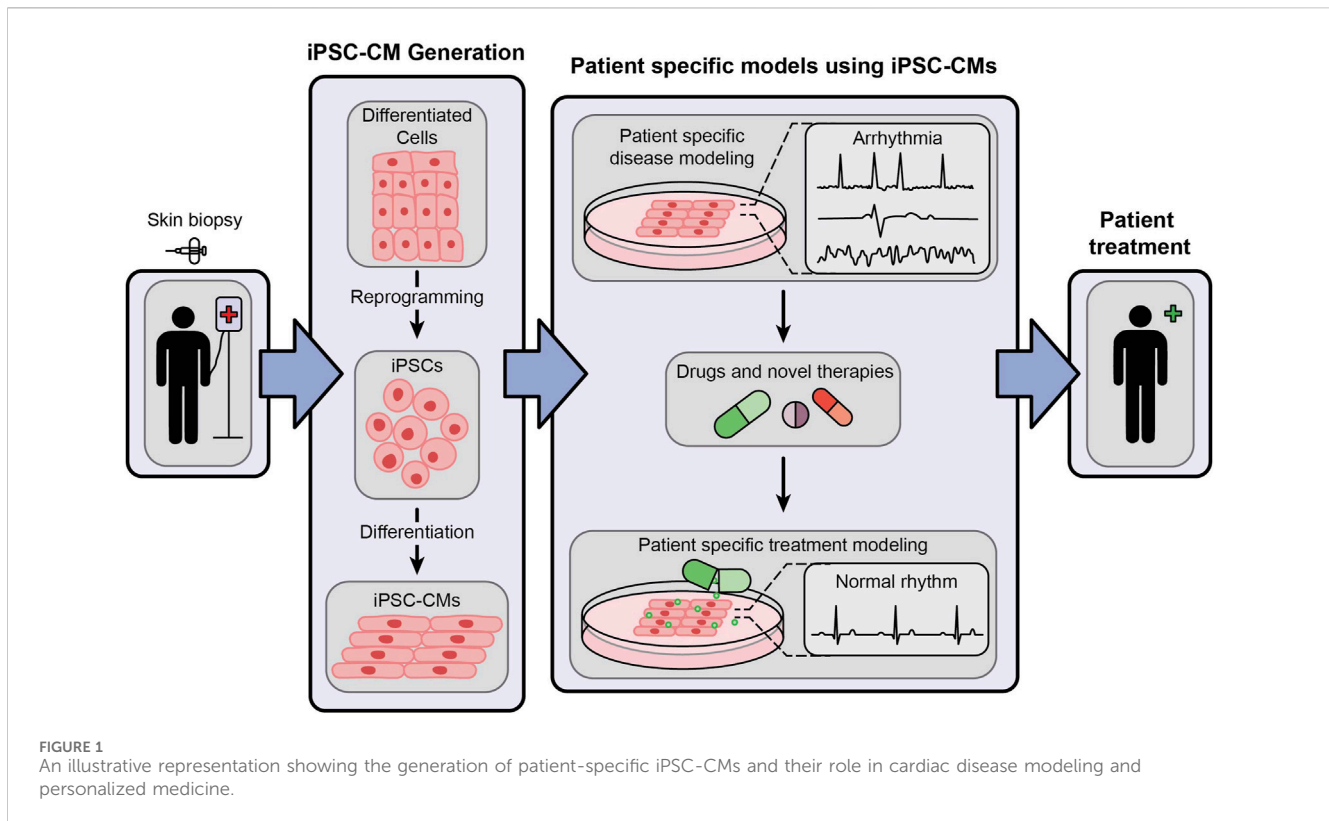 Skin biopsy
iPSC-CM Generation
Differentiated
Cells
Reprogramming
iPSCs
Differentiation
iPSC-CMs
Patient specific models using iPSC-CMs
Patient specific
disease modeling
Arrhythmia
Drugs and novel therapies
Patient specific treatment modeling
Normal rhythm
Patient
treatment
FIGURE 1
An illustrative representation showing the generation of patient-specific iPSC-CMs and their role in cardiac disease modeling and
personalized medicine.